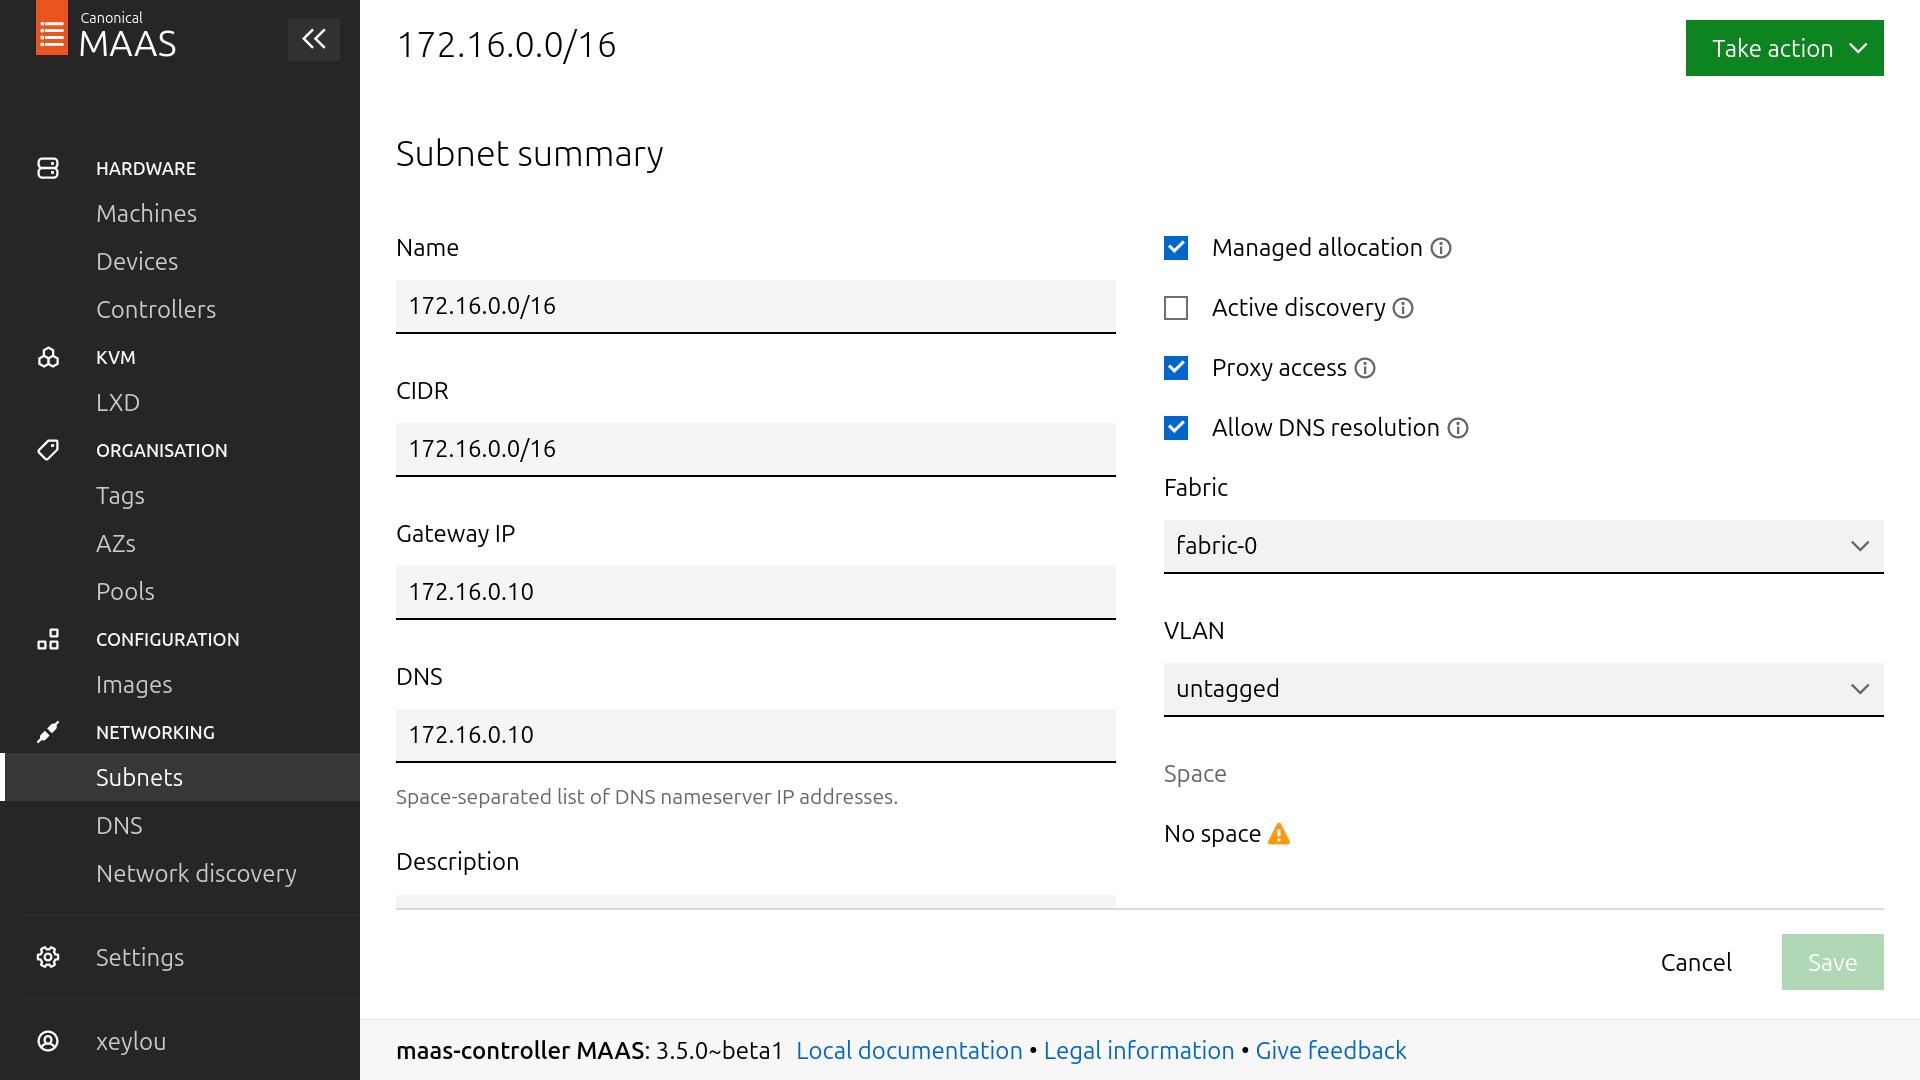 Canonical
MAAS
HARDWARE
Machines
Devices
Controllers
KVM
LXD
ORGANISATION
Tags
AZs
Pools
CONFIGURATION
Images
NETWORKING
Subnets
DNS
Network discovery
Settings
xeylou
172.16.0.0/16
Take action
Subnet summary
Name
172.16.0.0/16
CIDR
172.16.0.0/16
Gateway IP
172.16.0.10
DNS
172.16.0.10
Space-separated list of DNS nameserver IP addresses.
Description
Managed allocation
Active discovery
Proxy access
Allow DNS resolution
Fabric
fabric-0
VLAN
untagged
Space
No space
Cancel
Save
maas-controller MAAS: 3.5.0~beta1 Local documentation • Legal information • Give feedback